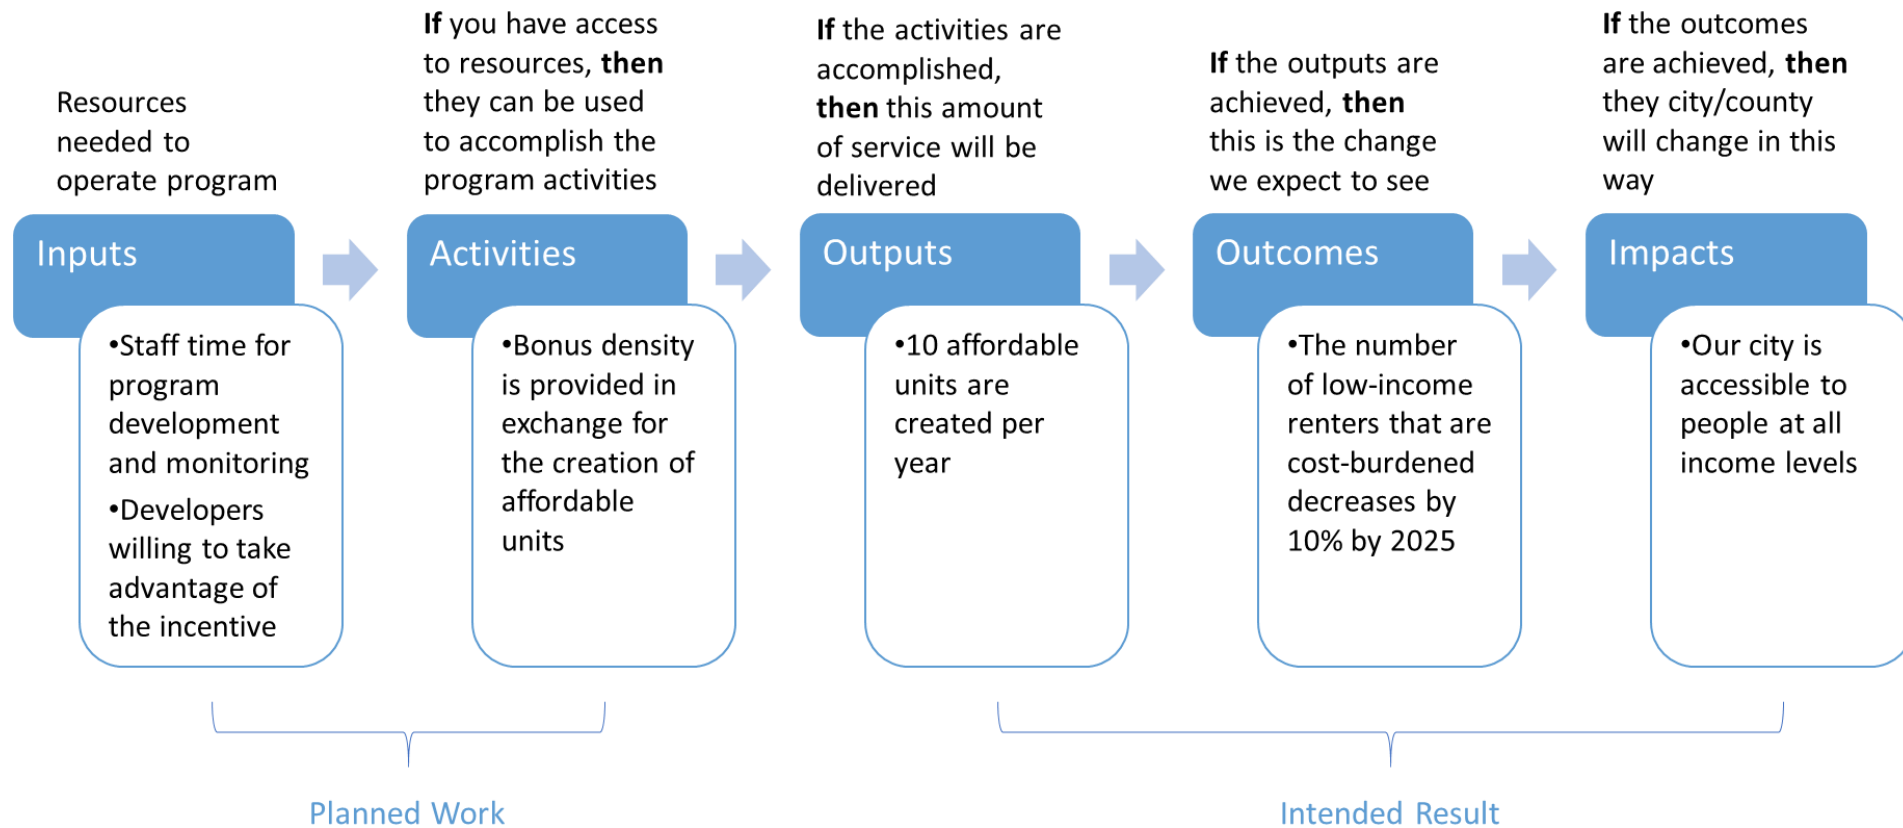 Resources
needed to
operate program
If you have access
to resources, then
they can be used
to accomplish the
program activities
If the activities are
accomplished,
then this amount
of service will be
delivered
If the outputs are
achieved, then
this is the change
we expect to see
If the outcomes
are achieved, then
they city/county
will change in this
way
Inputs
Activities
Outputs
Outcomes
Impacts
•Staff time for
program
development
and monitoring
•Developers
willing to take
advantage of
the incentive
•Bonus density
is provided in
exchange for
the creation of
affordable
units
•10 affordable
units are
created per
year
•The number
of low-income
renters that are
cost-burdened
decreases by
10% by 2025
•Our city is
accessible to
people at all
income levels
Planned Work
Intended Result